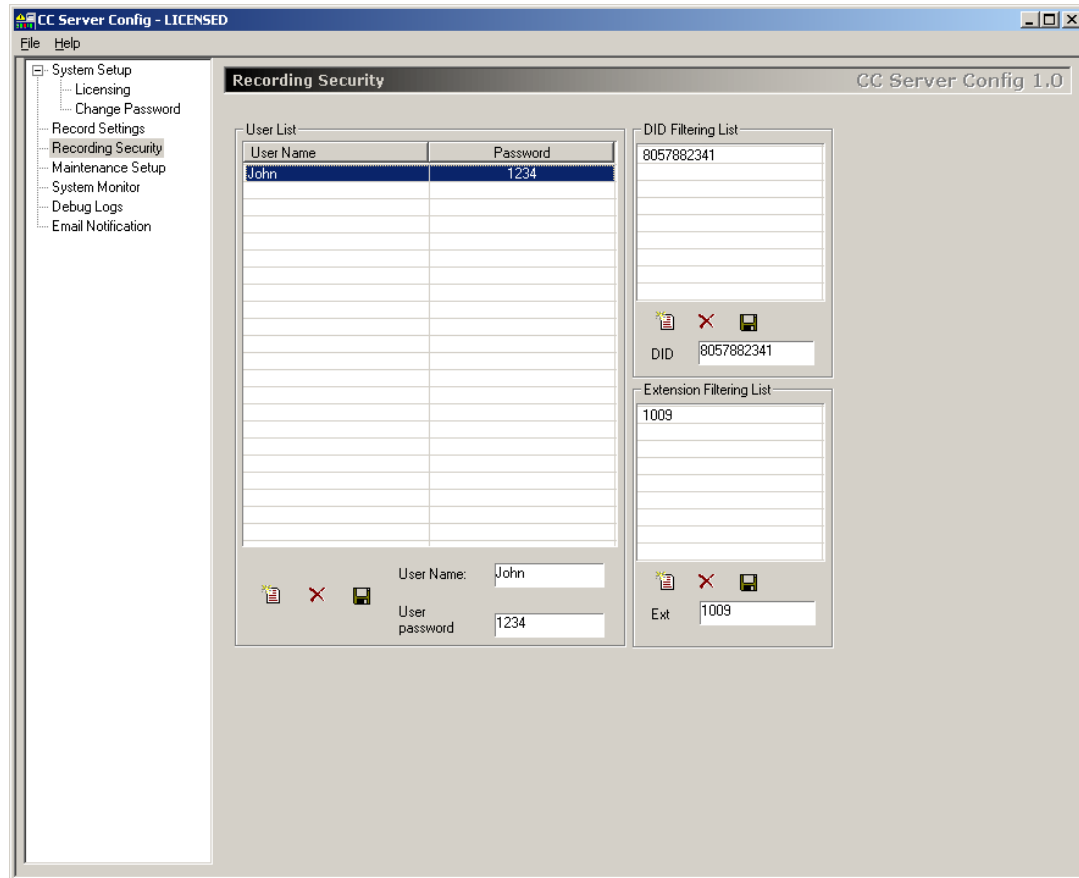 CC Server Config - LICENSED
File Help
System Setup
Licensing
Change Password
Record Settings
Recording Security
Maintenance Setup
System Monitor
Debug Logs
Email Notification
Recording Security
CC Server Config 1.0
User List
User Name Password
John 1234
User Name: John
User
password 1234
DID Filtering List
8057882341
DID 8057882341
Extension Filtering List
1009
Ext 1009